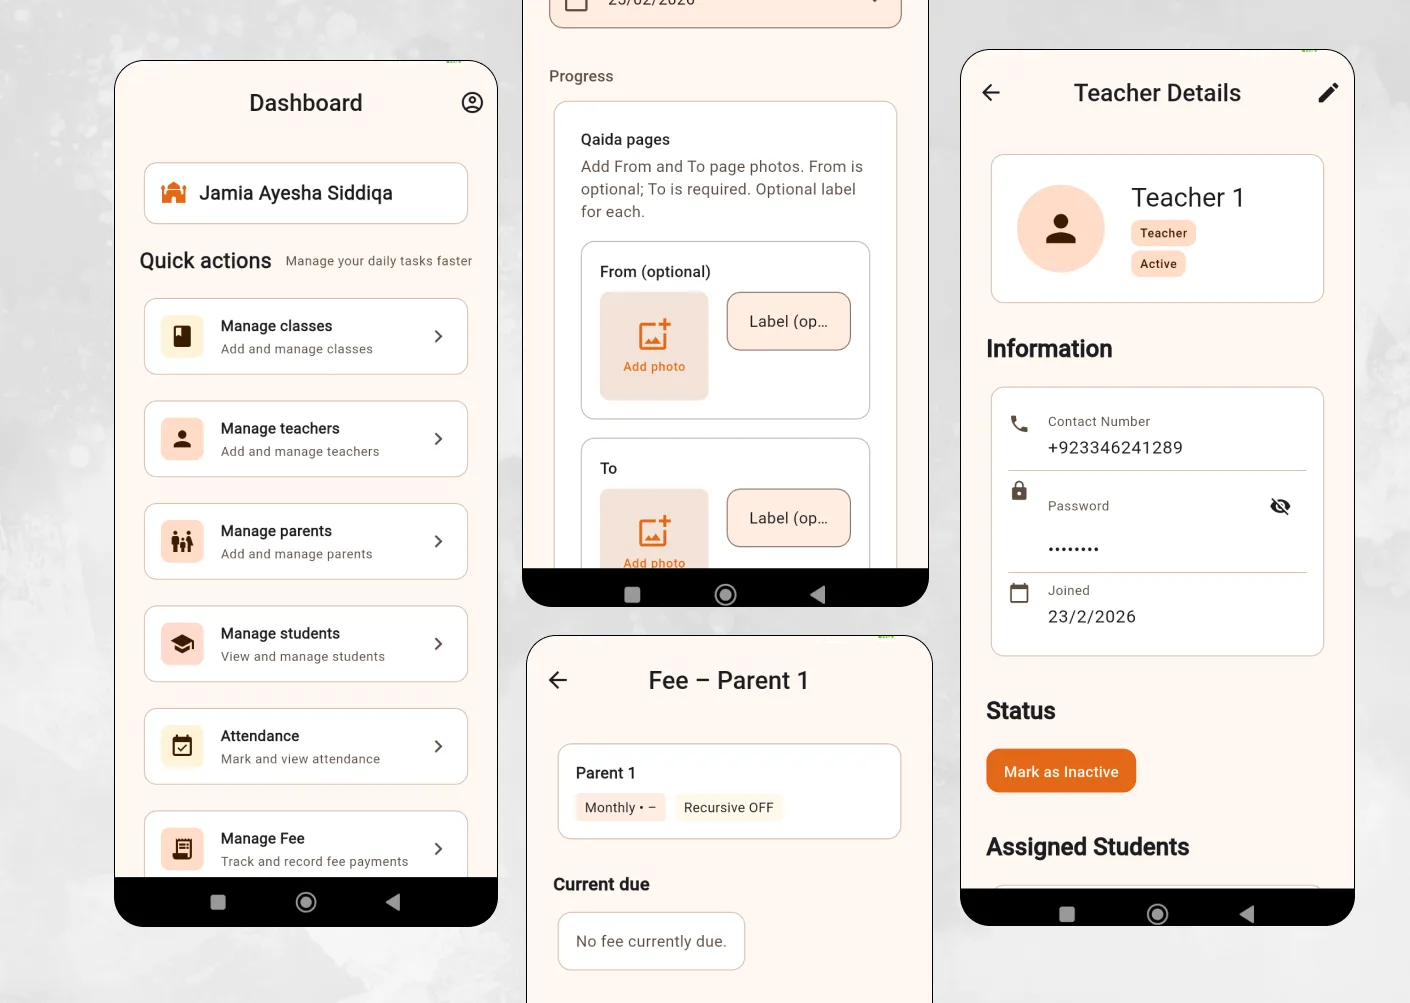 Dashboard
Jamia Ayesha Siddiqa
Quick actions Manage your daily tasks faster
Manage classes
Add and manage classes
Manage teachers
Add and manage teachers
Manage parents
Add and manage parents
Manage students
View and manage students
Attendance
Mark and view attendance
Manage Fee
Track and record fee payments
Progress
Qaida pages
Add From and To page photos. From is
optional; To is required. Optional label
for each.
From (optional)
Add photo
Label (op...
To
Add photo
Label (op...
Fee – Parent 1
Parent 1
Monthly • – Recursive OFF
Current due
No fee currently due.
Teacher Details
Teacher 1
Teacher
Active
Information
Contact Number
+923346241289
Password
••••••••
Joined
23/2/2026
Status
Mark as Inactive
Assigned Students